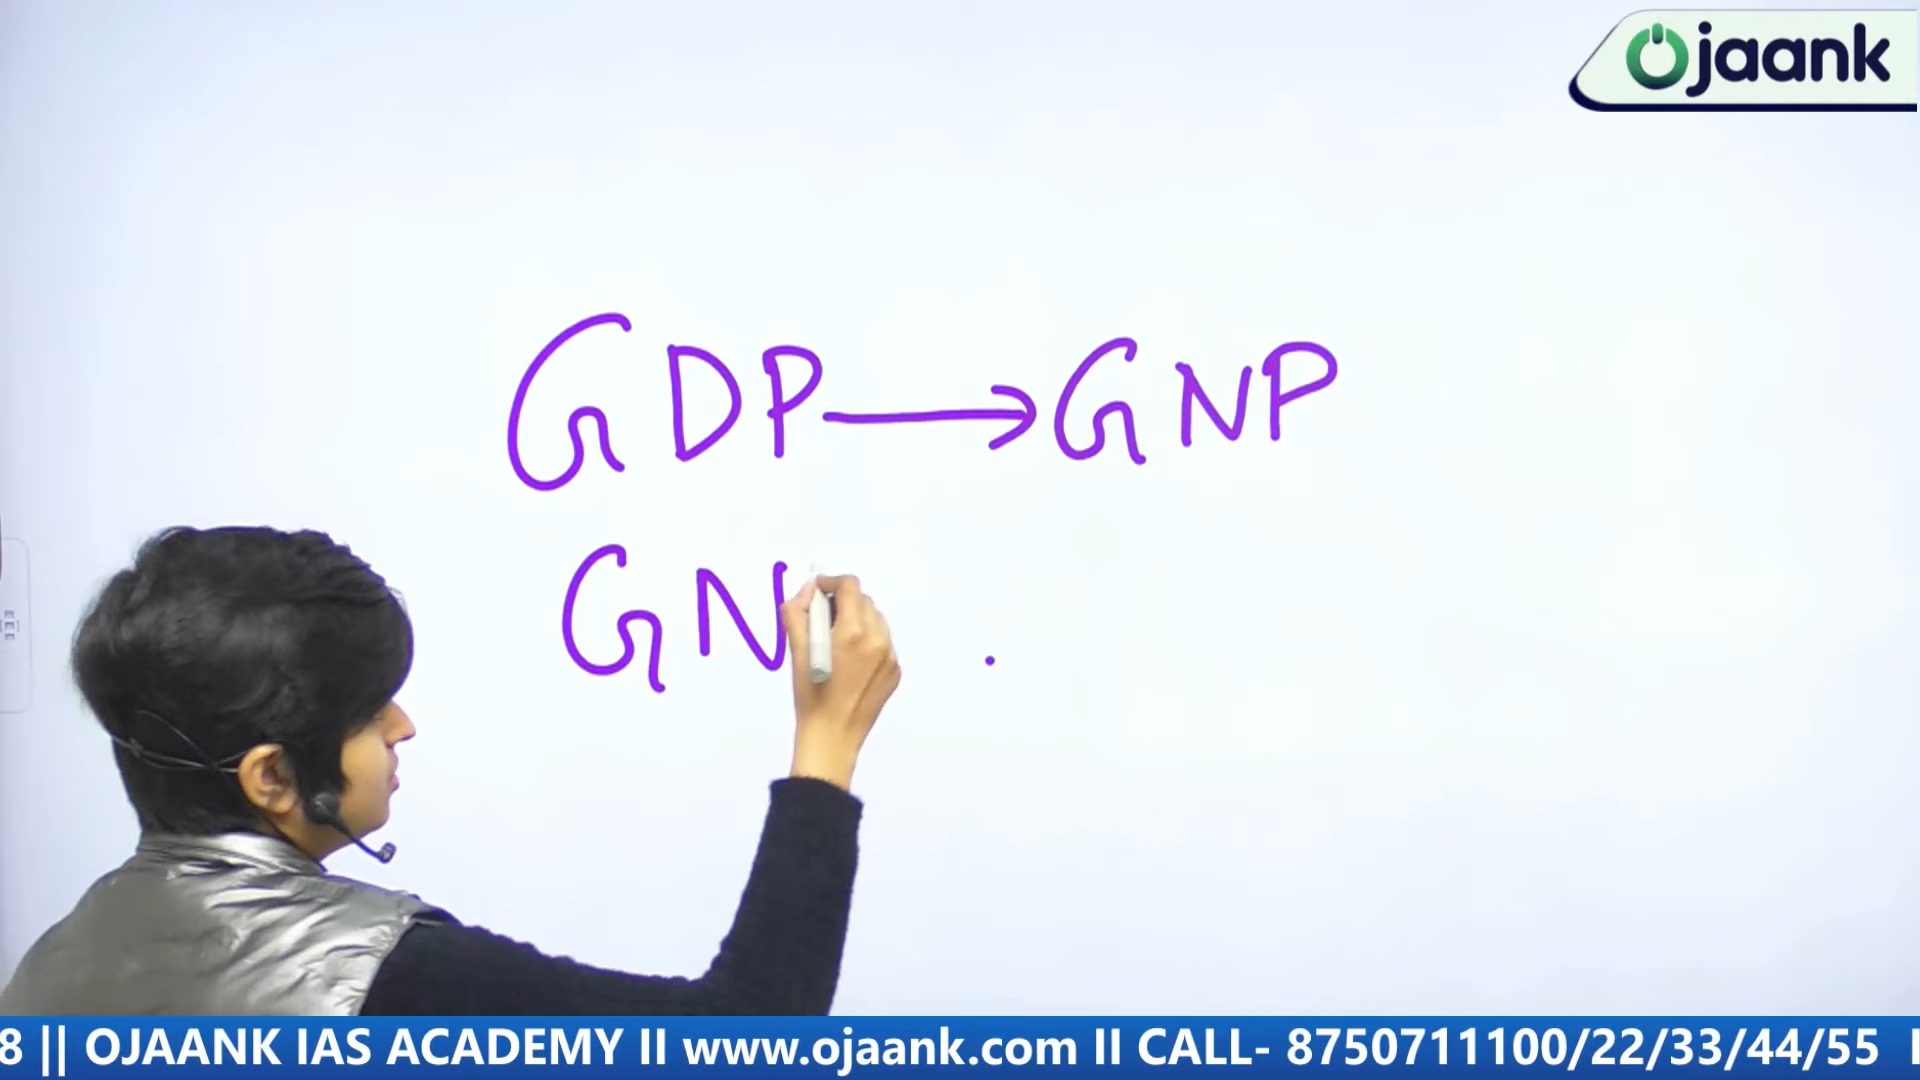 Ojaank
GDP → GNP
GN
8 || OJAANK IAS ACADEMY II www.ojaank.com II CALL- 8750711100/22/33/44/55 I